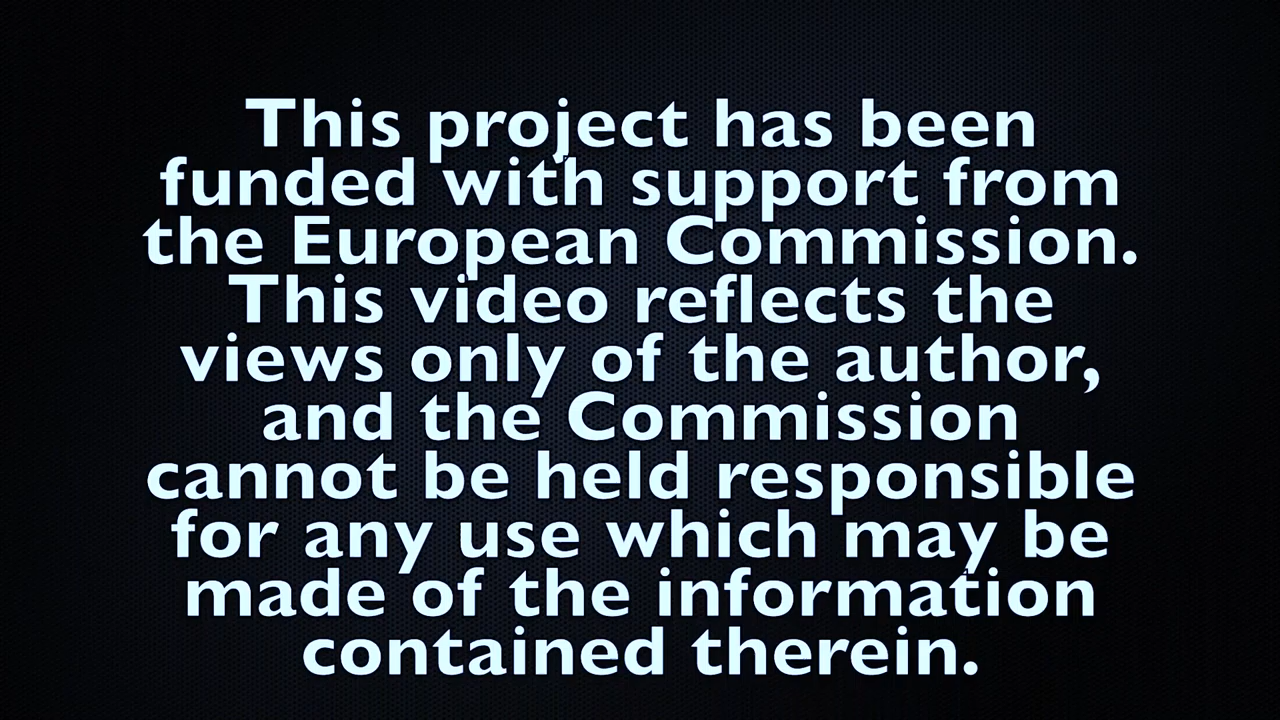 This project has been
funded with support from
the European Commission.
This video reflects the
views only of the author,
and the Commission
cannot be held responsible
for any use which may be
made of the information
contained therein.